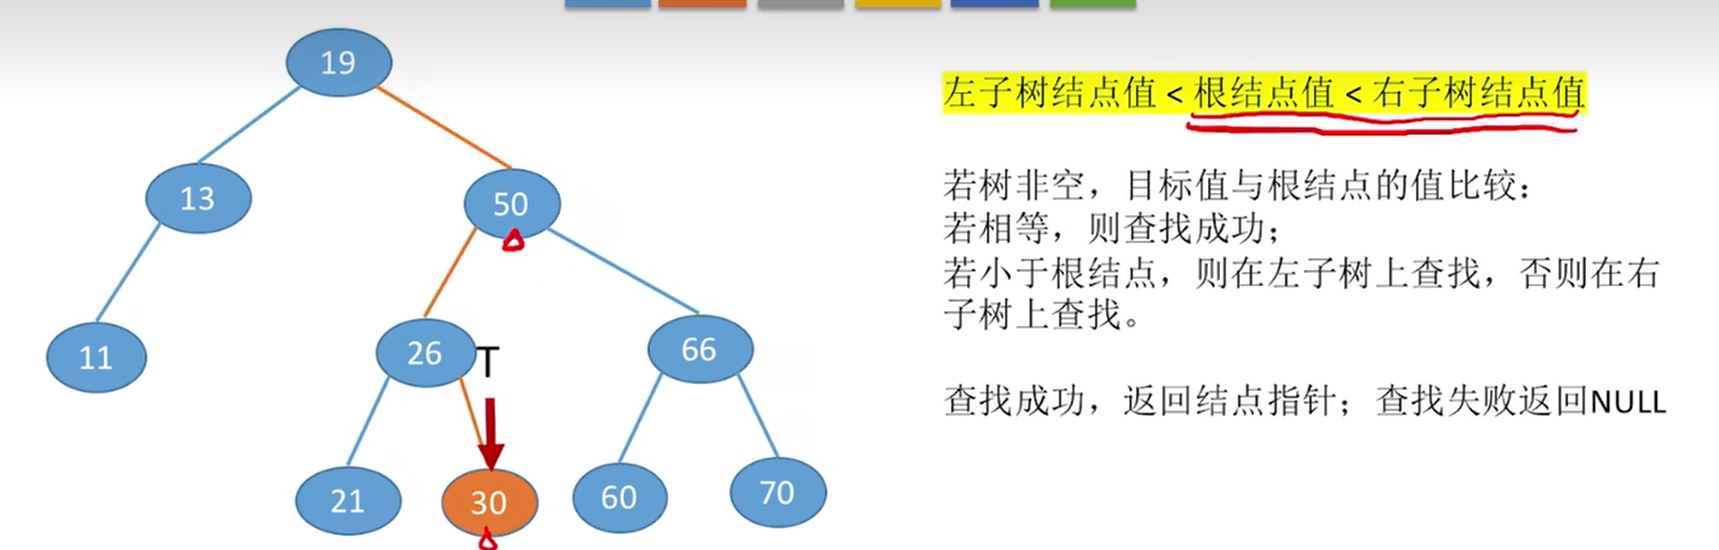 19
13
50
11
26
T
66
21
30
60
70
左子树结点值 < 根结点值 < 右子树结点值
若树非空，目标值与根结点的值比较：
若相等，则查找成功；
若小于根结点，则在左子树上查找，否则在右
子树上查找。
查找成功，返回结点指针；查找失败返回NULL